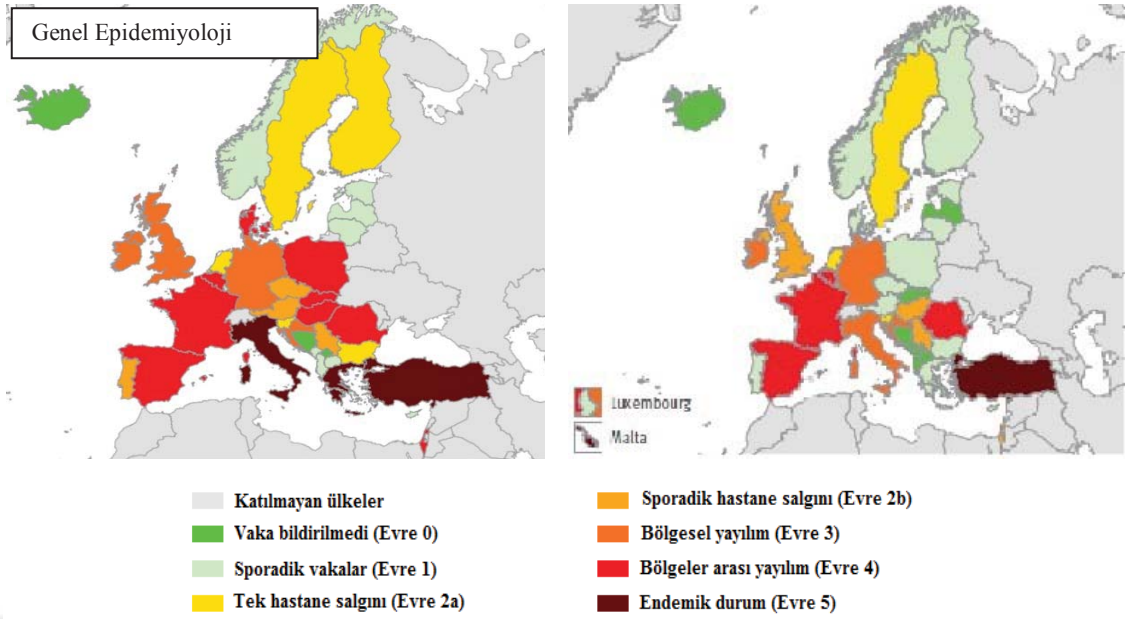 Genel Epidemiyoloji
Luxembourg
Malta
Katılmayan ülkeler
Vaka bildirilmedi (Evre 0)
Sporadik vakalar (Evre 1)
Tek hastane salgını (Evre 2a)
Sporadik hastane salgını (Evre 2b)
Bölgesel yayılım (Evre 3)
Bölgeler arası yayılım (Evre 4)
Endemik durum (Evre 5)